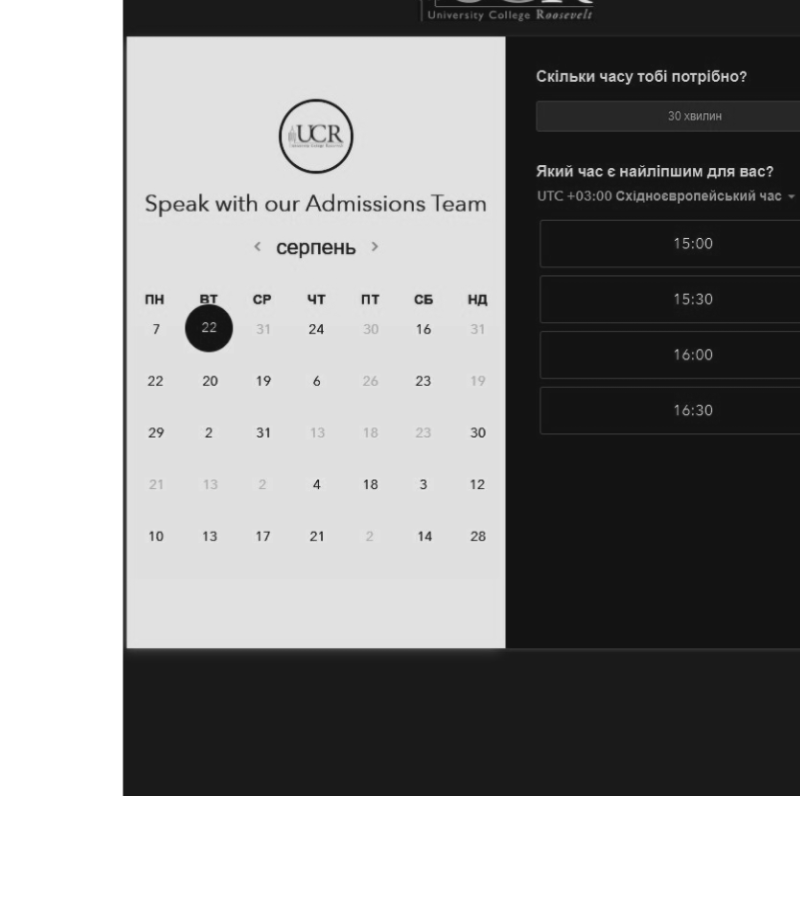 University College Roosevelt
UCR
Speak with our Admissions Team
< серпень >
ПН ВТ СР ЧТ ПТ СБ НД
7 22 31 24 30 16 31
22 20 19 6 26 23 19
29 2 31 13 18 23 30
21 13 2 4 18 3 12
10 13 17 21 2 14 28
Скільки часу тобі потрібно?
30 хвилин
Який час є найліпшим для вас?
UTC +03:00 Східноєвропейський час
15:00
15:30
16:00
16:30